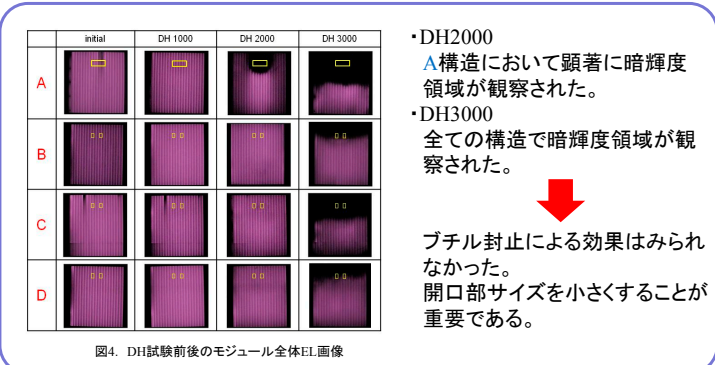 initial DH 1000 DH 2000 DH 3000
A
B
C
D
図4. DH試験前後のモジュール全体EL画像
・DH2000
A構造において顕著に暗輝度
領域が観察された。
・DH3000
全ての構造で暗輝度領域が観
察された。
ブチル封止による効果はみられ
なかった。
開口部サイズを小さくすることが
重要である。